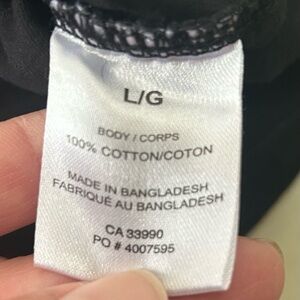 L/G
BODY / CORPS
100% COTTON/COTON
MADE IN BANGLADESH
FABRIQUÉ AU BANGLADESH
CA 33990
PO # 4007595